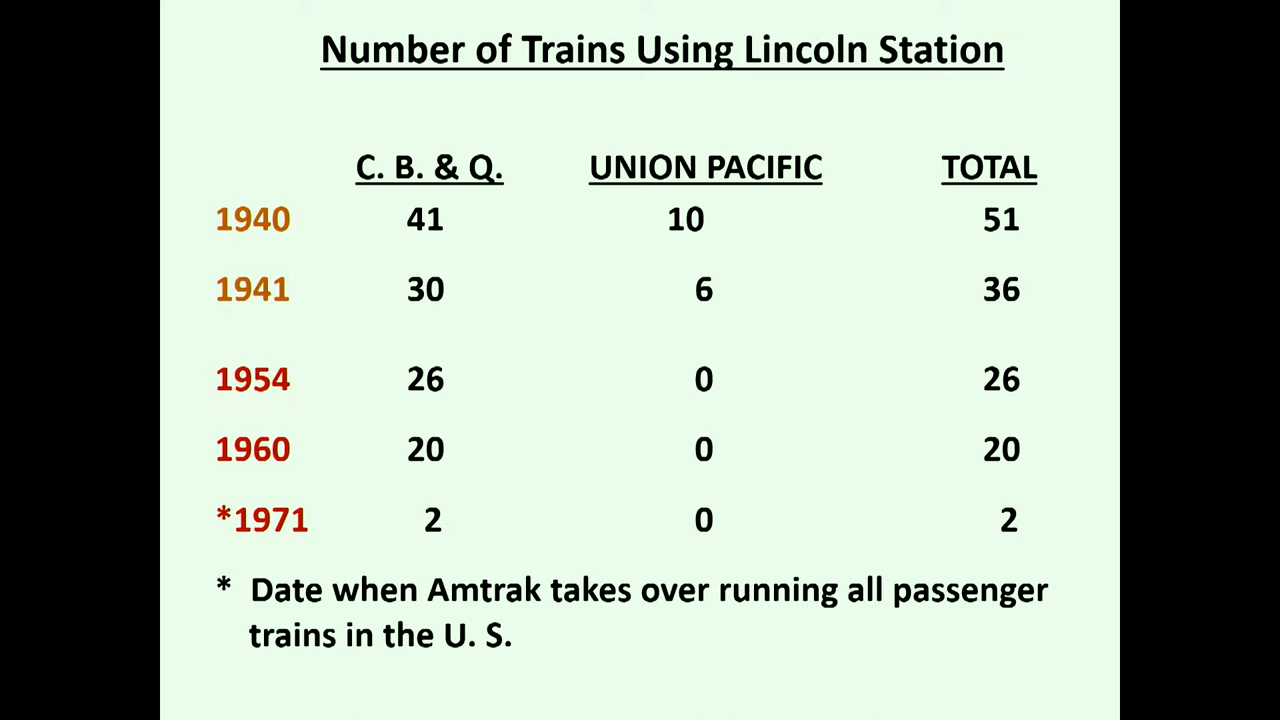 Number of Trains Using Lincoln Station
C. B. & Q. UNION PACIFIC TOTAL
1940 41 10 51
1941 30 6 36
1954 26 0 26
1960 20 0 20
*1971 2 0 2
* Date when Amtrak takes over running all passenger
trains in the U. S.